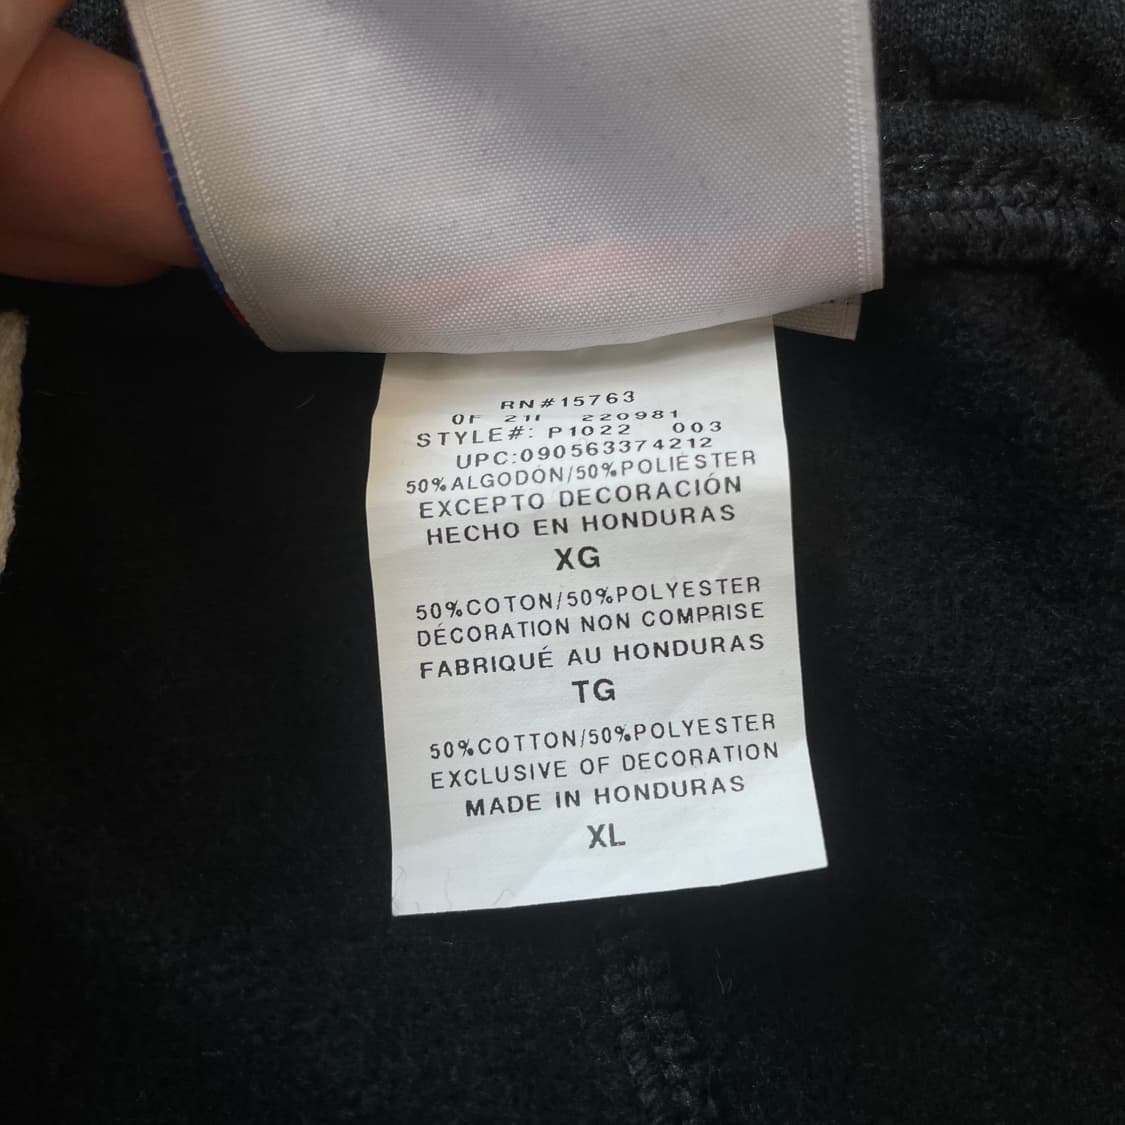 RN#15763
220981
STYLE#: P1022 003
UPC:090563374212
50%ALGODÓN/50%POLIÉSTER
EXCEPTO DECORACIÓN
HECHO EN HONDURAS
XG
50%COTON/50%POLYESTER
DÉCORATION NON COMPRISE
FABRIQUÉ AU HONDURAS
TG
50%COTTON/50%POLYESTER
EXCLUSIVE OF DECORATION
MADE IN HONDURAS
XL